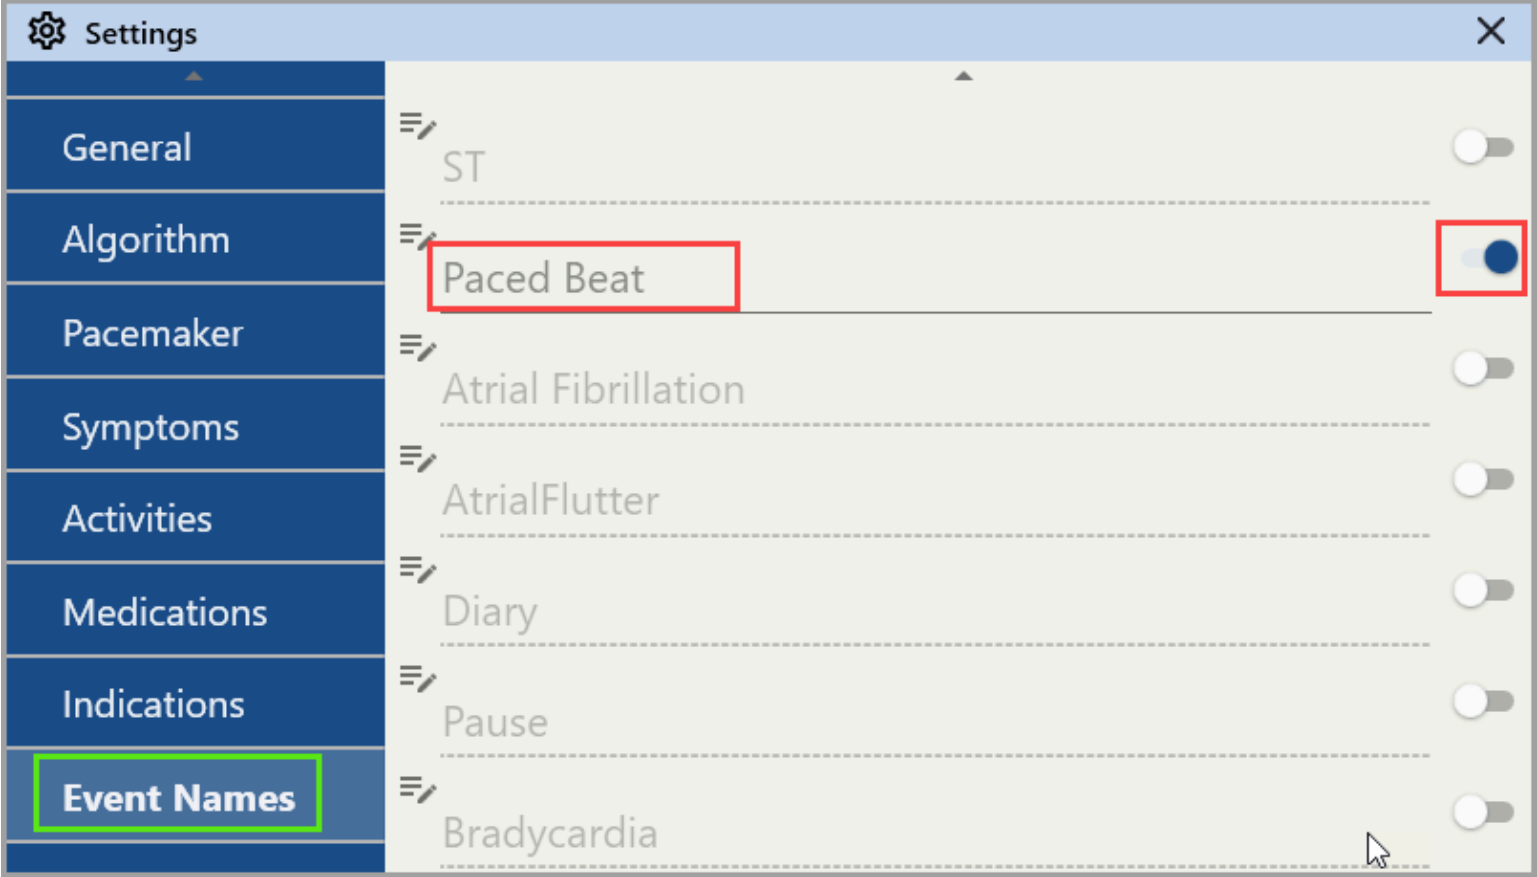 Settings
General
Algorithm
Pacemaker
Symptoms
Activities
Medications
Indications
Event Names
ST
Paced Beat
Atrial Fibrillation
AtrialFlutter
Diary
Pause
Bradycardia